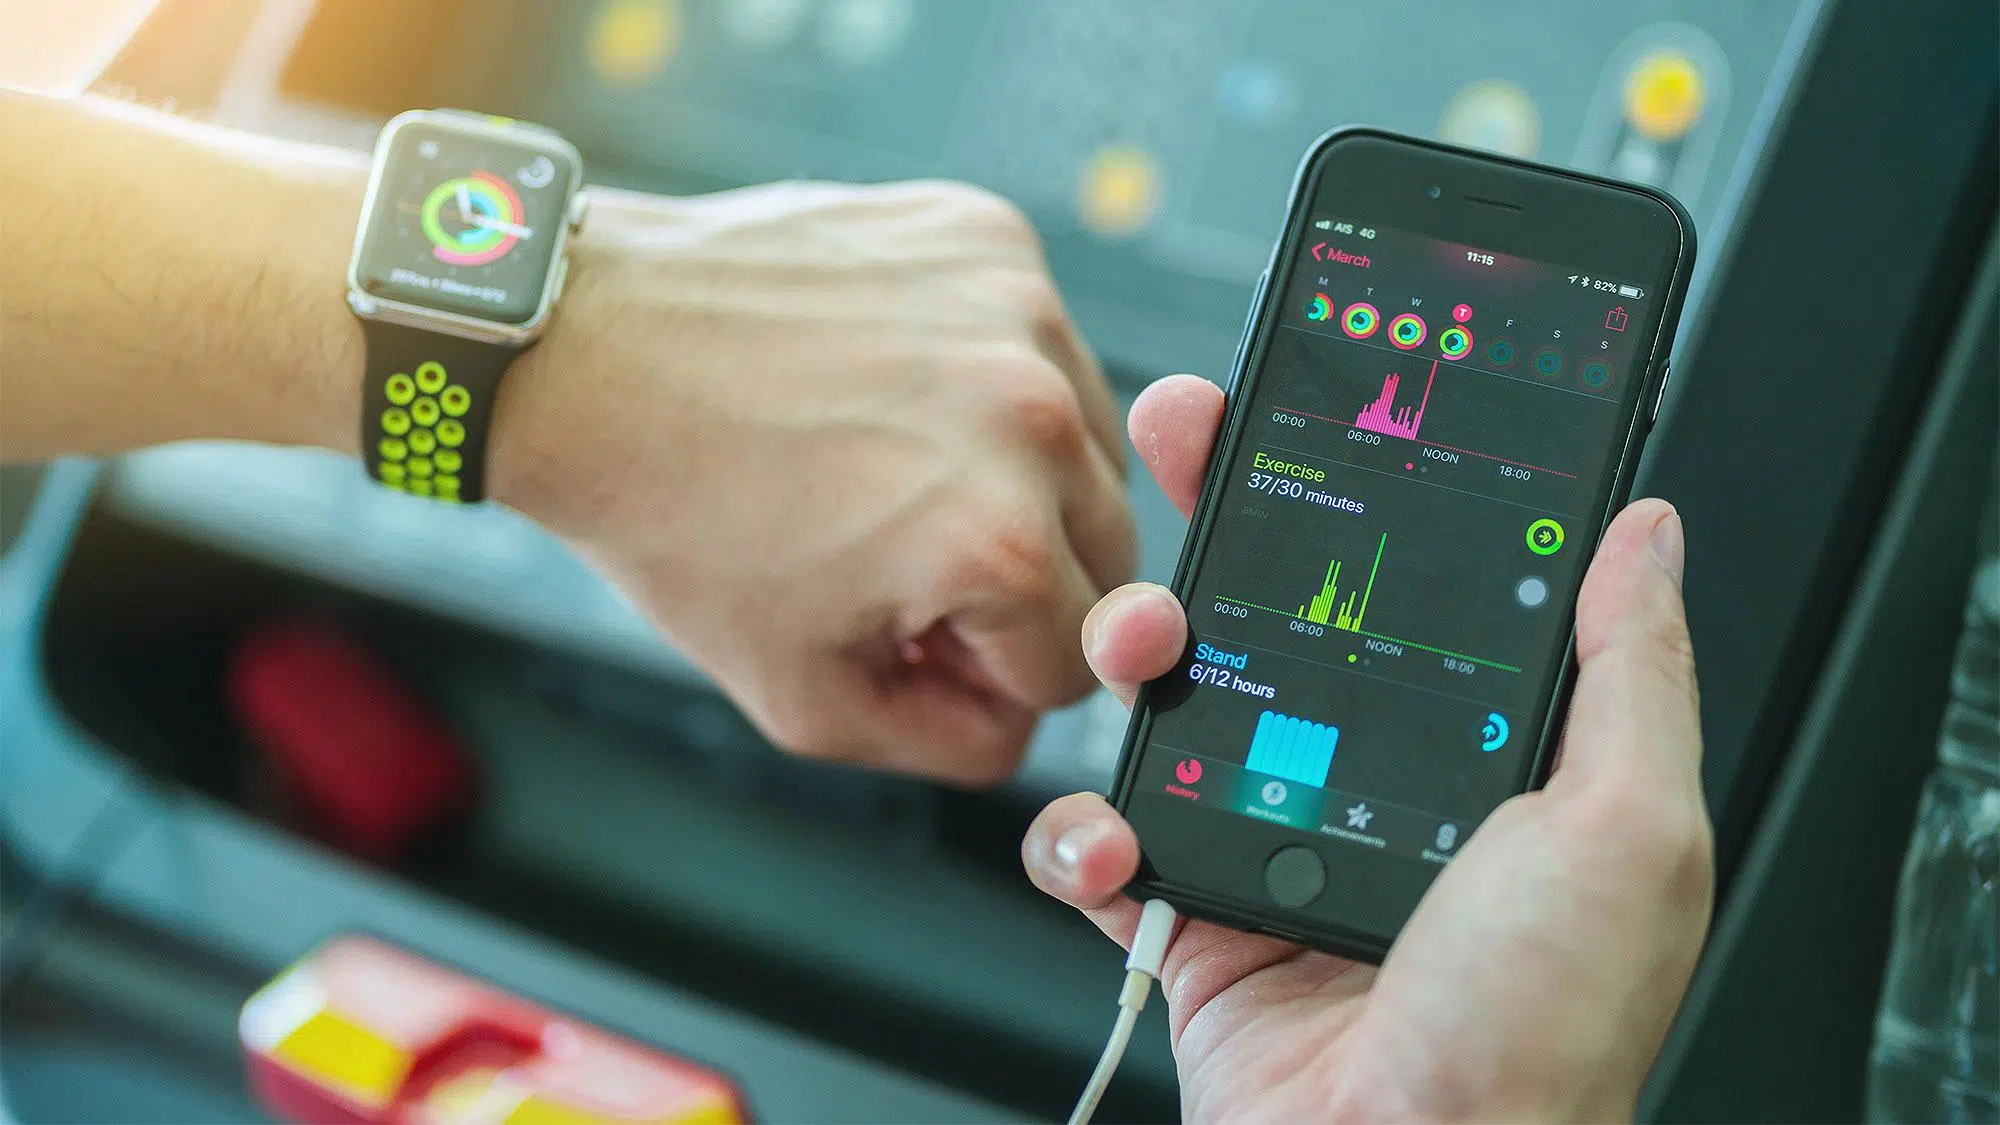 AIS 4G
11:15
82%
March
M T W T F S S
00:00 06:00 NOON 18:00
Exercise
37/30 minutes
8MIN
00:00 06:00 NOON 18:00
Stand
6/12 hours
History Workouts Achievements